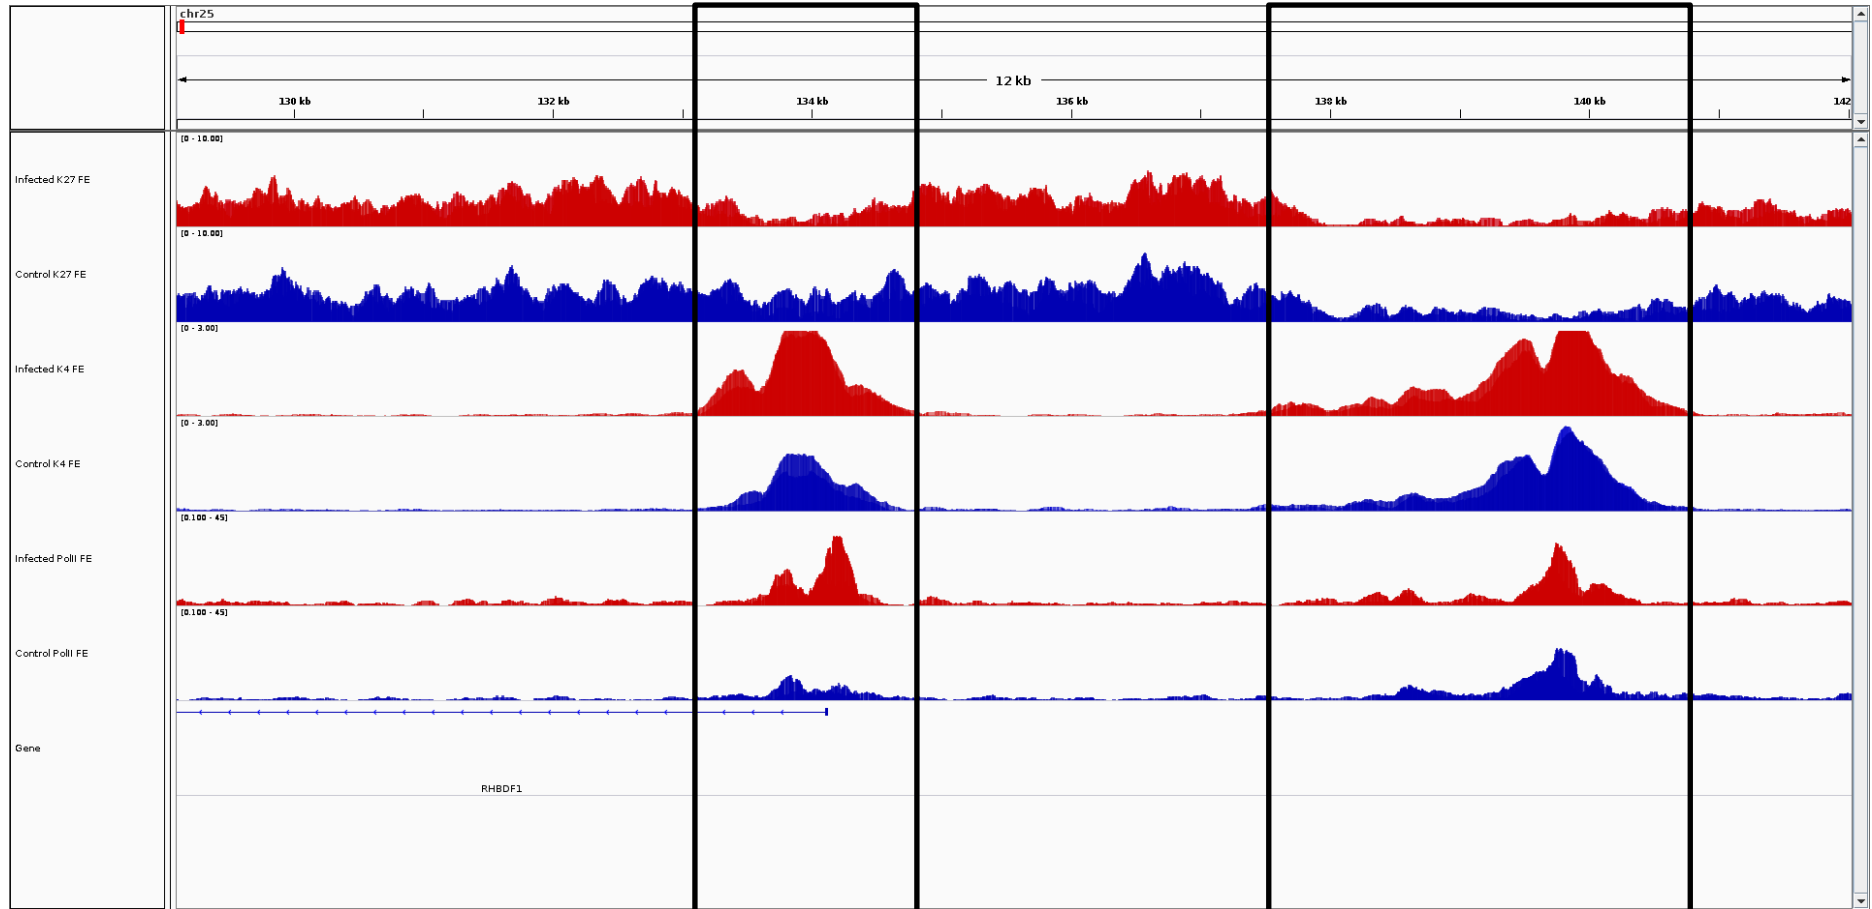 chr25
12 kb
130 kb 132 kb 134 kb 136 kb 138 kb 140 kb 142
[0 - 10.00]
Infected K27 FE
[0 - 10.00]
Control K27 FE
[0 - 3.00]
Infected K4 FE
[0 - 3.00]
Control K4 FE
[0.100 - 45]
Infected PolII FE
[0.100 - 45]
Control PolII FE
Gene
RHBDF1